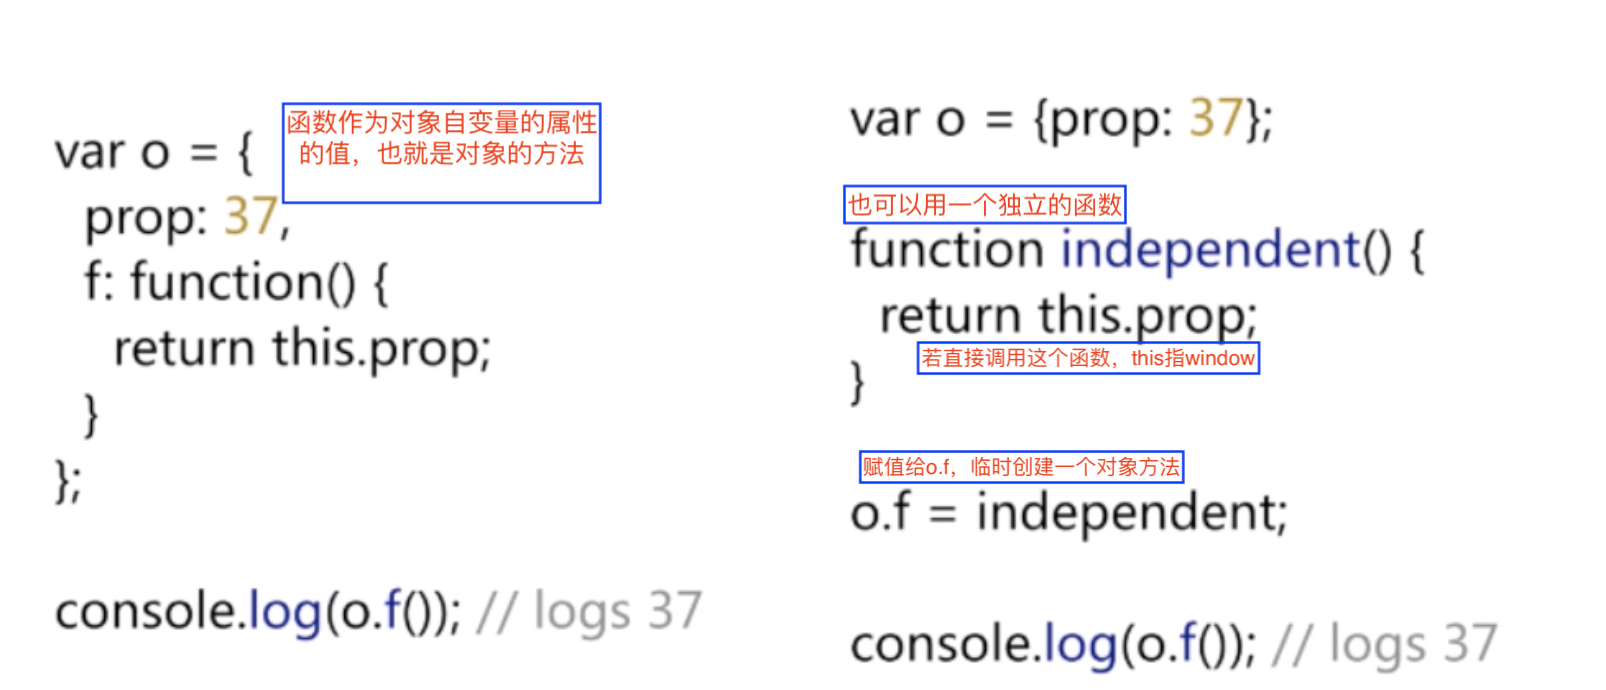 函数作为对象自变量的属性
的值，也就是对象的方法
var o = {
prop: 37,
f: function() {
return this.prop;
}
};
console.log(o.f()); // logs 37
var o = {prop: 37};
也可以用一个独立的函数
function independent() {
return this.prop;
若直接调用这个函数，this指window
}
赋值给o.f，临时创建一个对象方法
o.f = independent;
console.log(o.f()); // logs 37